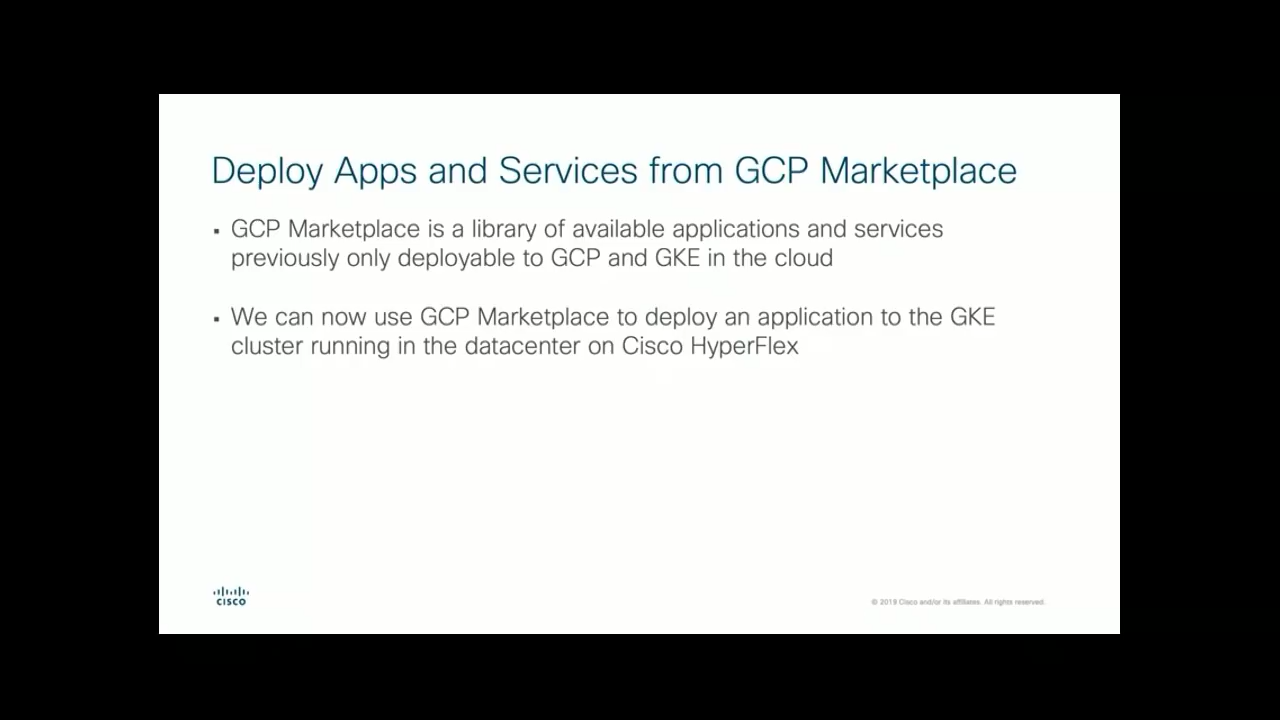 Deploy Apps and Services from GCP Marketplace
▪ GCP Marketplace is a library of available applications and services
previously only deployable to GCP and GKE in the cloud
▪ We can now use GCP Marketplace to deploy an application to the GKE
cluster running in the datacenter on Cisco HyperFlex
CISCO
© 2019 Cisco and/or its affiliates. All rights reserved.